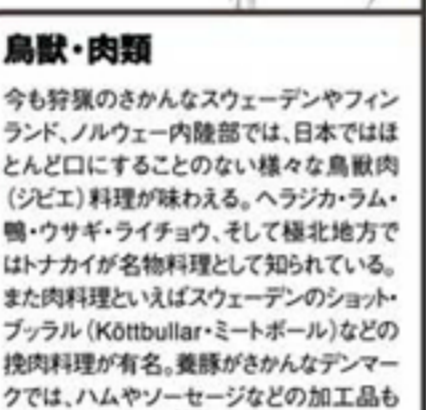 鳥獣・肉類
今も狩猟のさかんなスウェーデンやフィン
ランド、ノルウェー内陸部では、日本ではほ
とんど口にすることのない様々な鳥獣肉
（ジビエ）料理が味わえる。ヘラジカ・ラム・
鴨・ウサギ・ライチョウ、そして極北地方で
はトナカイが名物料理として知られている。
また肉料理といえばスウェーデンのショット・
ブッラル（Köttbullar・ミートボール）などの
挽肉料理が有名。養豚がさかんなデンマー
クでは、ハムやソーセージなどの加工品も